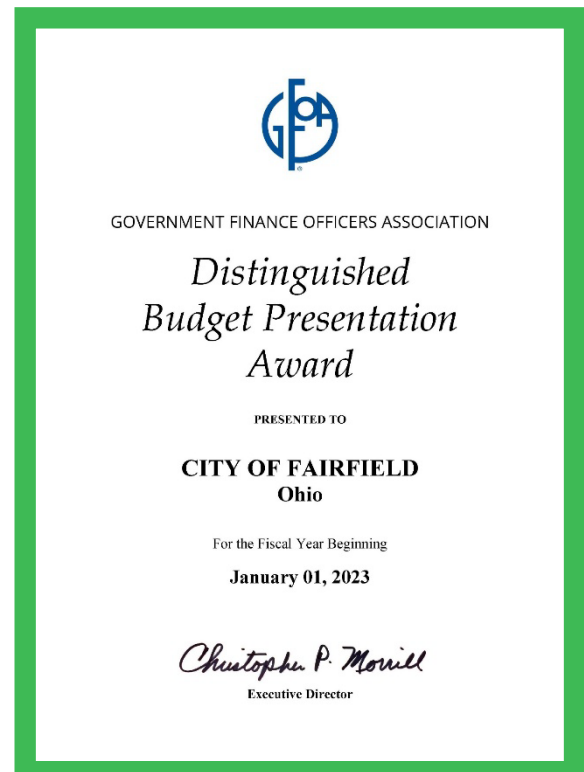 GFOA
GOVERNMENT FINANCE OFFICERS ASSOCIATION
Distinguished
Budget Presentation
Award
PRESENTED TO
CITY OF FAIRFIELD
Ohio
For the Fiscal Year Beginning
January 01, 2023
Christopher P. Morrill
Executive Director